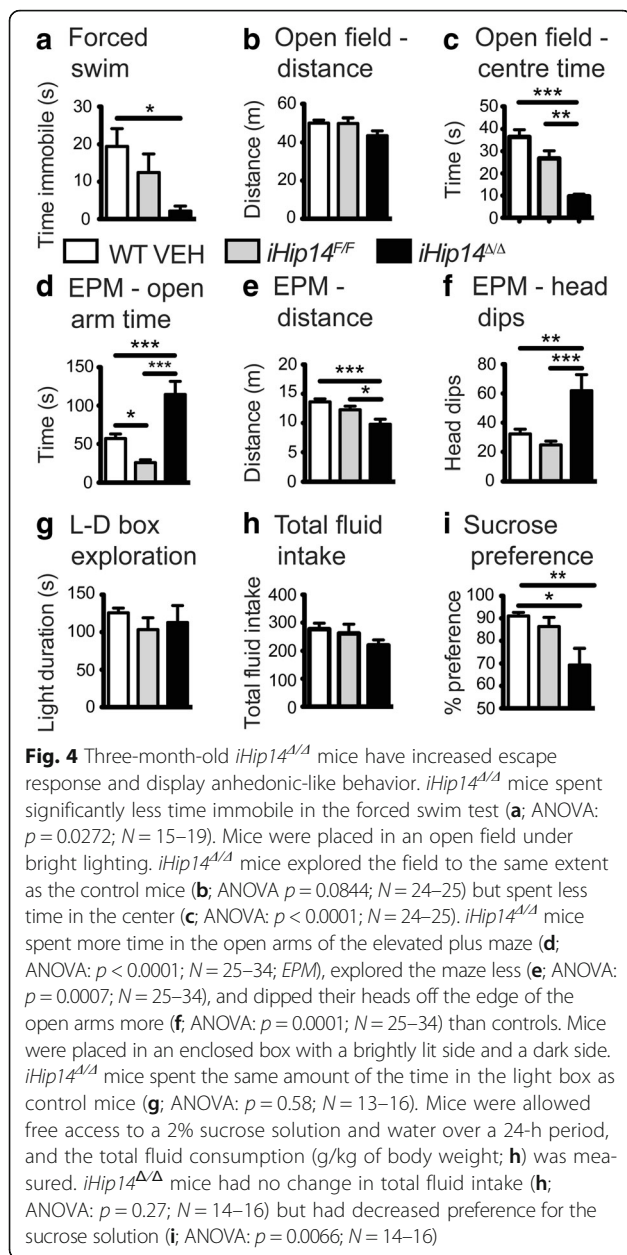 a Forced swim
b Open field - distance
c Open field - centre time
Time immobile (s)
30
20
10
0
*
Distance (m)
60
40
20
0
Time (s)
50
40
30
20
10
0
***
**
WT VEH
iHip14F/F
iHip14Δ/Δ
d EPM - open arm time
e EPM - distance
f EPM - head dips
Time (s)
150
100
50
0
***
***
*
Distance (m)
20
15
10
5
0
***
*
Head dips
80
60
40
20
0
**
***
g L-D box exploration
h Total fluid intake
i Sucrose preference
Light duration (s)
200
150
100
50
0
Total fluid intake
400
300
200
100
0
% preference
100
90
80
70
60
50
**
*
Fig. 4 Three-month-old iHip14Δ/Δ mice have increased escape
response and display anhedonic-like behavior. iHip14Δ/Δ mice spent
significantly less time immobile in the forced swim test (a; ANOVA:
p = 0.0272; N = 15–19). Mice were placed in an open field under
bright lighting. iHip14Δ/Δ mice explored the field to the same extent
as the control mice (b; ANOVA p = 0.0844; N = 24–25) but spent less
time in the center (c; ANOVA: p < 0.0001; N = 24–25). iHip14Δ/Δ mice
spent more time in the open arms of the elevated plus maze (d;
ANOVA: p < 0.0001; N = 25–34; EPM), explored the maze less (e; ANOVA:
p = 0.0007; N = 25–34), and dipped their heads off the edge of the
open arms more (f; ANOVA: p = 0.0001; N = 25–34) than controls. Mice
were placed in an enclosed box with a brightly lit side and a dark side.
iHip14Δ/Δ mice spent the same amount of the time in the light box as
control mice (g; ANOVA: p = 0.58; N = 13–16). Mice were allowed
free access to a 2% sucrose solution and water over a 24-h period,
and the total fluid consumption (g/kg of body weight; h) was mea-
sured. iHip14Δ/Δ mice had no change in total fluid intake (h;
ANOVA: p = 0.27; N = 14–16) but had decreased preference for the
sucrose solution (i; ANOVA: p = 0.0066; N = 14–16)